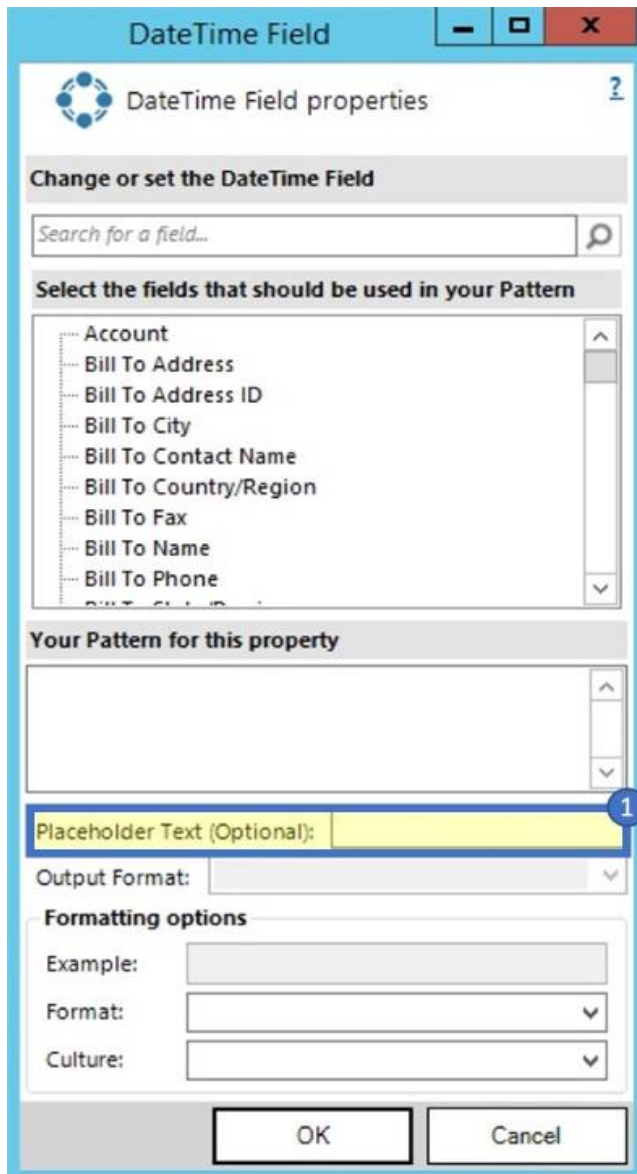 DateTime Field
DateTime Field properties
?
Change or set the DateTime Field
Search for a field...
Select the fields that should be used in your Pattern
Account
Bill To Address
Bill To Address ID
Bill To City
Bill To Contact Name
Bill To Country/Region
Bill To Fax
Bill To Name
Bill To Phone
Your Pattern for this property
1
Placeholder Text (Optional):
Output Format:
Formatting options
Example:
Format:
Culture:
OK Cancel